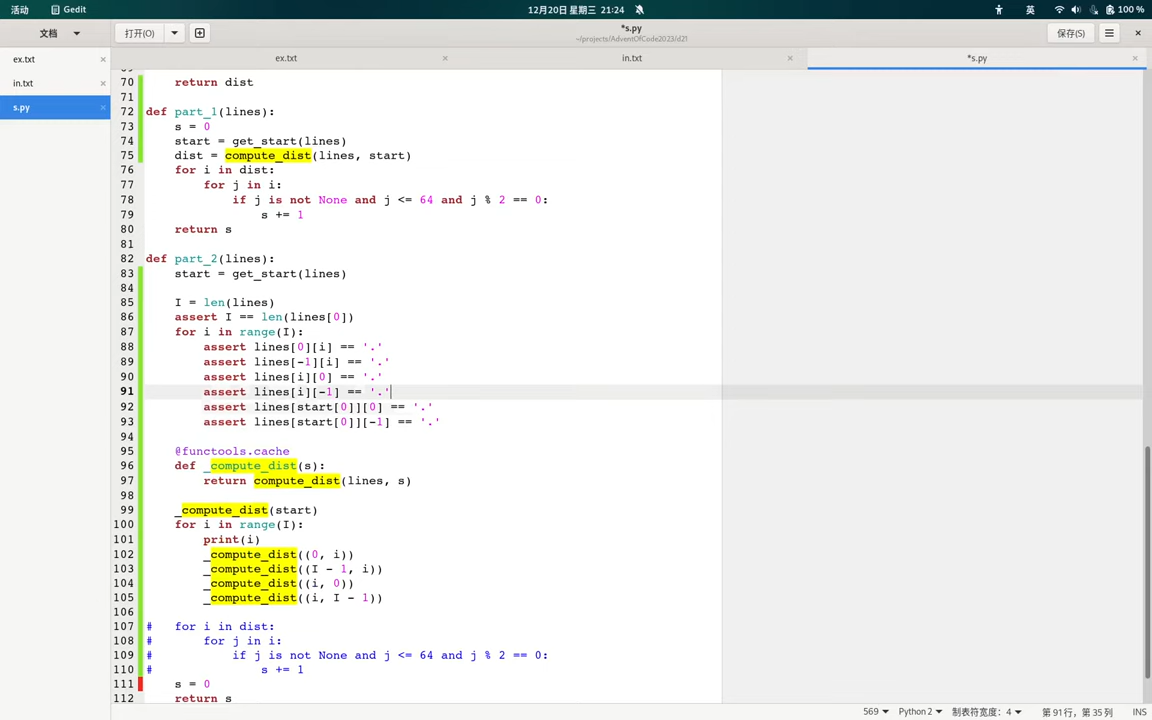 活动
Gedit
12月20日 星期三 21:24
英
100 %
文档
打开(O)
*s.py
~/projects/AdventOfCode2023/d21
保存(S)
ex.txt
in.txt
s.py
ex.txt
in.txt
*s.py
70     return dist
71
72 def part_1(lines):
73     s = 0
74     start = get_start(lines)
75     dist = compute_dist(lines, start)
76     for i in dist:
77         for j in i:
78             if j is not None and j <= 64 and j % 2 == 0:
79                 s += 1
80     return s
81
82 def part_2(lines):
83     start = get_start(lines)
84
85     I = len(lines)
86     assert I == len(lines[0])
87     for i in range(I):
88         assert lines[0][i] == '.'
89         assert lines[-1][i] == '.'
90         assert lines[i][0] == '.'
91         assert lines[i][-1] == '.'
92         assert lines[start[0]][0] == '.'
93         assert lines[start[0]][-1] == '.'
94
95     @functools.cache
96     def _compute_dist(s):
97         return compute_dist(lines, s)
98
99     _compute_dist(start)
100     for i in range(I):
101         print(i)
102         _compute_dist((0, i))
103         _compute_dist((I - 1, i))
104         _compute_dist((i, 0))
105         _compute_dist((i, I - 1))
106
107 #   for i in dist:
108 #       for j in i:
109 #           if j is not None and j <= 64 and j % 2 == 0:
110 #               s += 1
111     s = 0
112     return s
569
Python 2
制表符宽度：4
第 91 行，第 35 列
INS